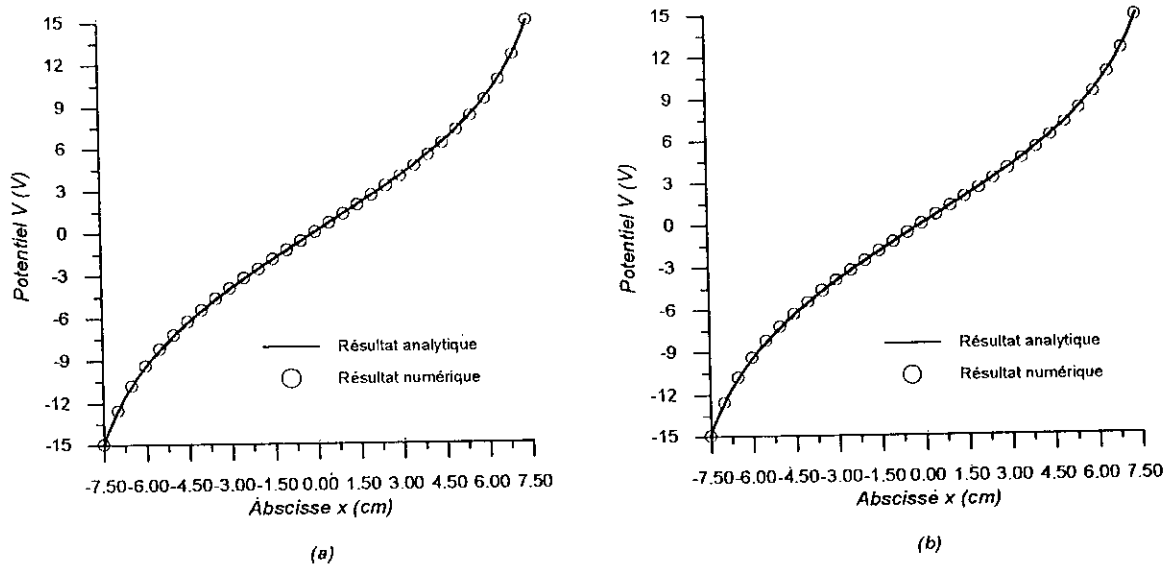 15
12
9
6
3
0
-3
-6
-9
-12
-15
Potentiel V (V)
Résultat analytique
Résultat numérique
-7.50 -6.00 -4.50 -3.00 -1.50 0.00 1.50 3.00 4.50 6.00 7.50
Abscisse x (cm)
(a)
15
12
9
6
3
0
-3
-6
-9
-12
-15
Potentiel V (V)
Résultat analytique
Résultat numérique
-7.50 -6.00 -4.50 -3.00 -1.50 0.00 1.50 3.00 4.50 6.00 7.50
Abscisse x (cm)
(b)